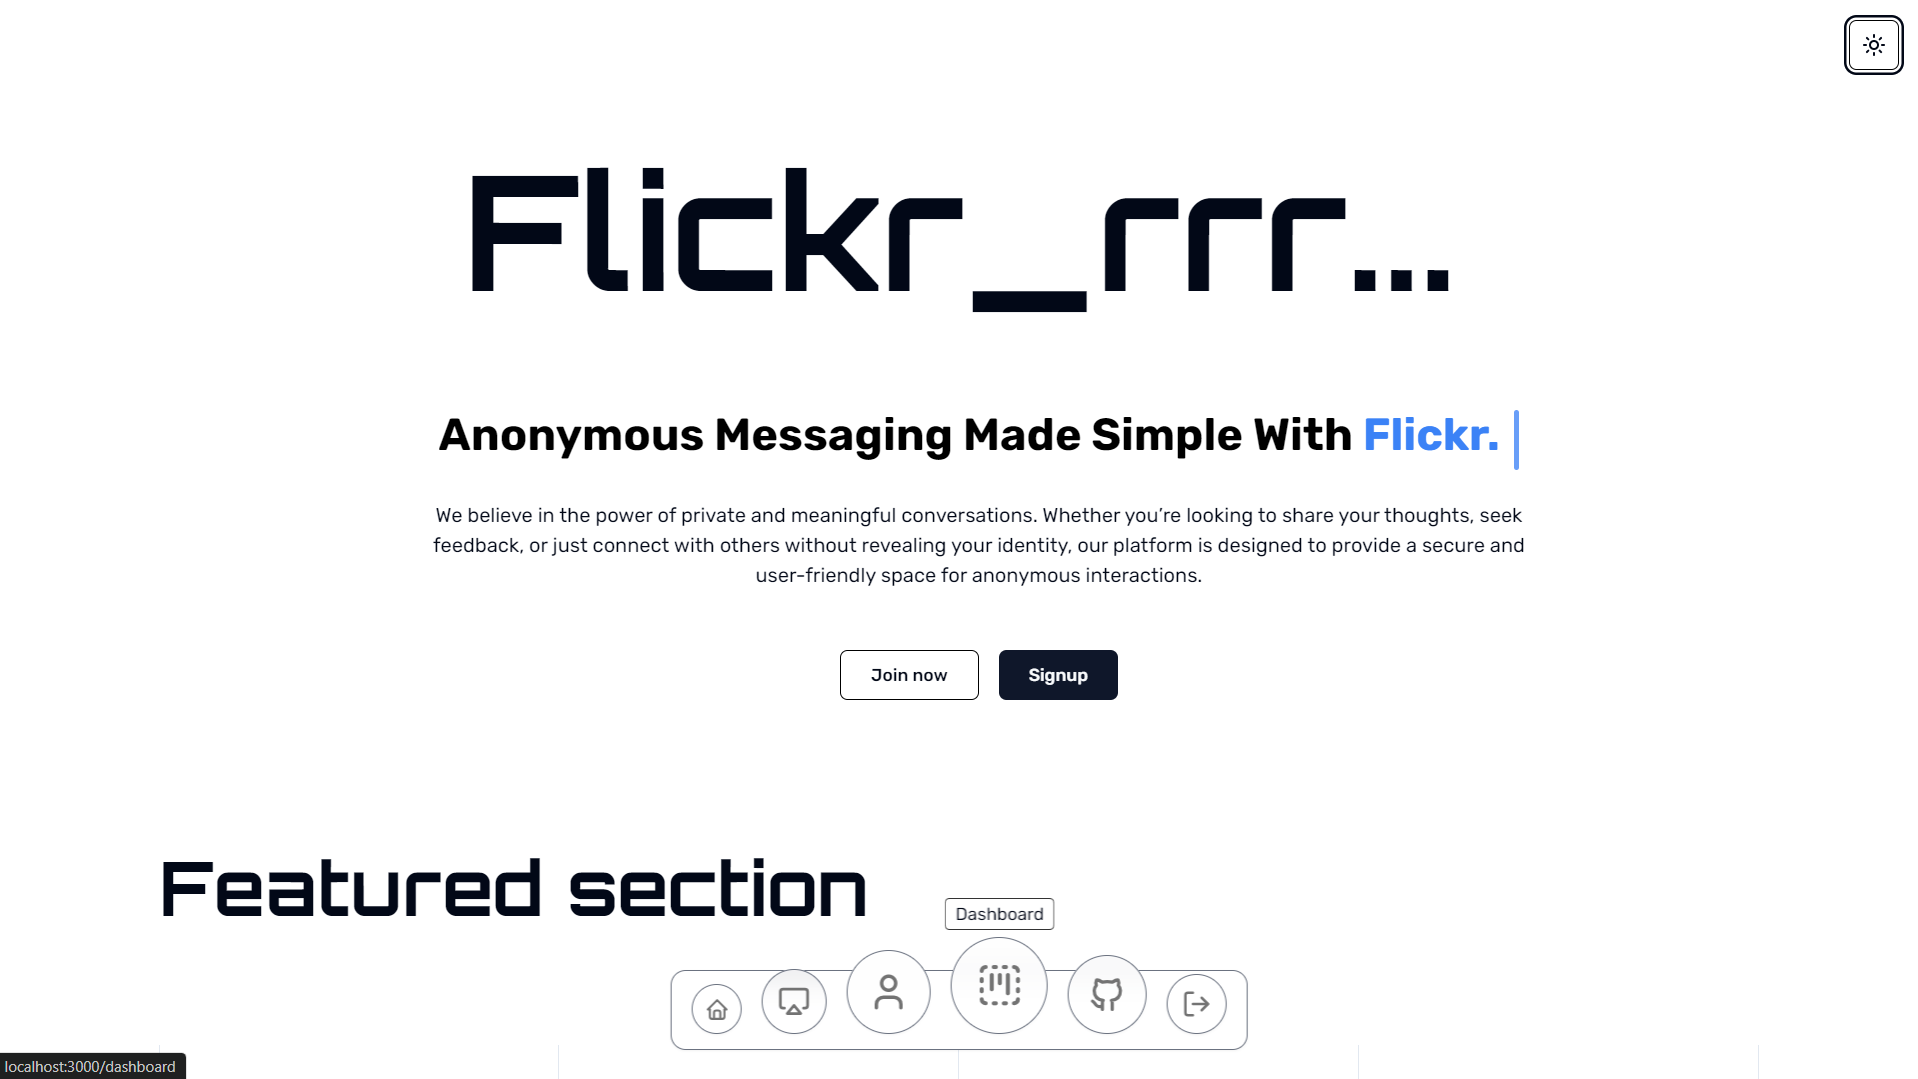 Flickr_rrr...
Anonymous Messaging Made Simple With Flickr.
We believe in the power of private and meaningful conversations. Whether you’re looking to share your thoughts, seek
feedback, or just connect with others without revealing your identity, our platform is designed to provide a secure and
user-friendly space for anonymous interactions.
Join now
Signup
Featured section
Dashboard
localhost:3000/dashboard